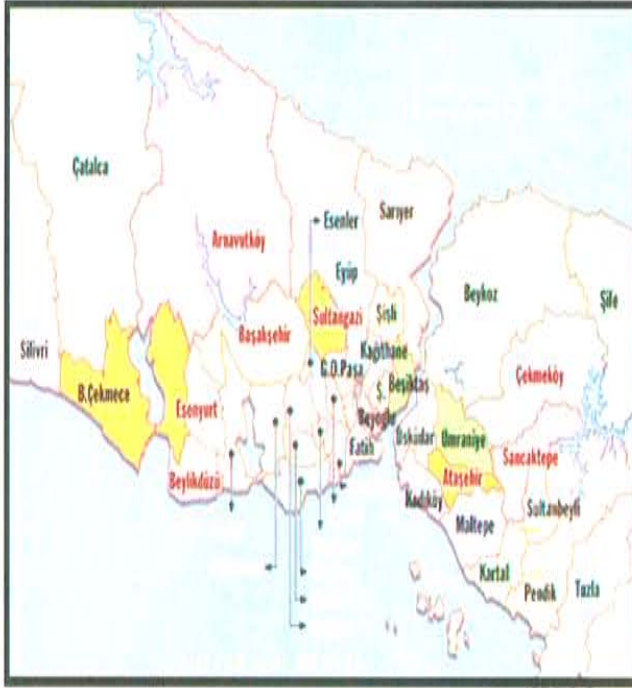 Çatalca
Esenler
Sarıyer
Arnavutköy
Eyüp
Beykoz
Şile
Sultangazi
Şişli
Başakşehir
Silivri
Kağıthane
G.O.Paşa
Çekmeköy
B.Çekmece
Beşiktaş
Ş.
Esenyurt
Beyoğlu
Üsküdar
Ümraniye
Fatih
Sancaktepe
Beylikdüzü
Ataşehir
Kadıköy
Sultanbeyli
Maltepe
Kartal
Pendik
Tuzla